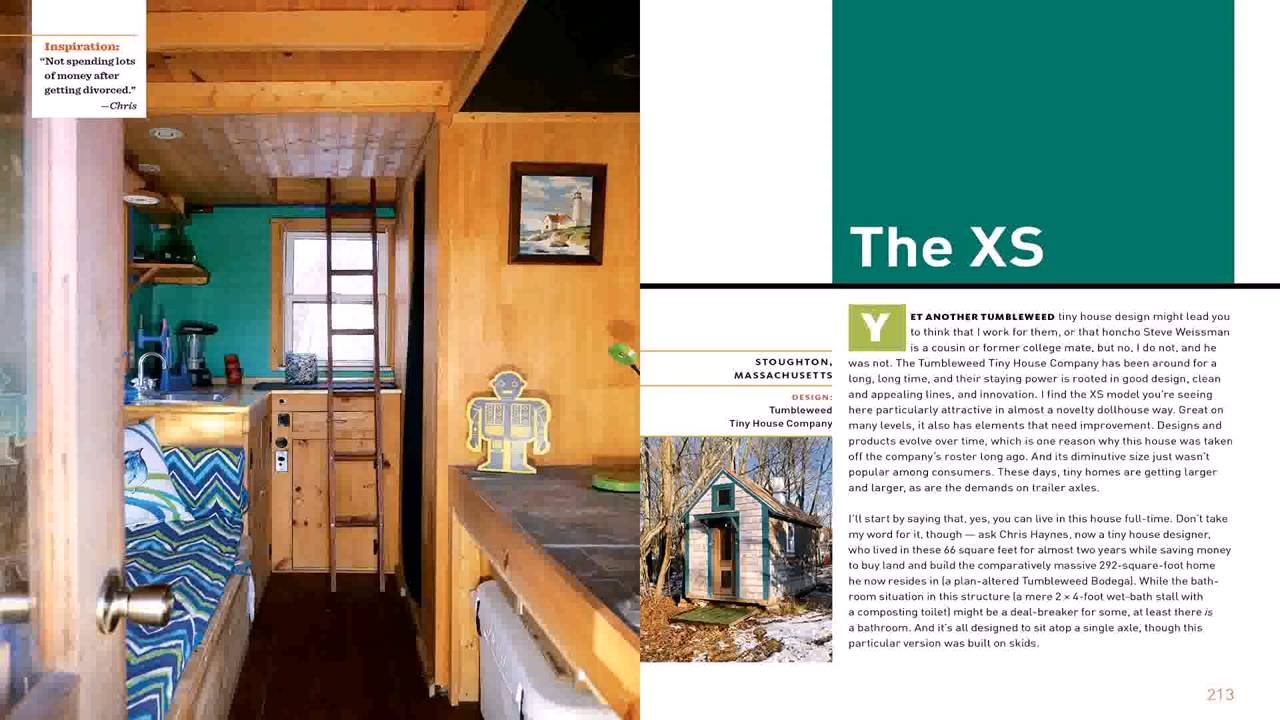 Inspiration:
“Not spending lots
of money after
getting divorced.”
—Chris
The XS
STOUGHTON,
MASSACHUSETTS
DESIGN:
Tumbleweed
Tiny House Company
YET ANOTHER TUMBLEWEED tiny house design might lead you
to think that I work for them, or that honcho Steve Weissman
is a cousin or former college mate, but no, I do not, and he
was not. The Tumbleweed Tiny House Company has been around for a
long, long time, and their staying power is rooted in good design, clean
and appealing lines, and innovation. I find the XS model you’re seeing
here particularly attractive in almost a novelty dollhouse way. Great on
many levels, it also has elements that need improvement. Designs and
products evolve over time, which is one reason why this house was taken
off the company’s roster long ago. And its diminutive size just wasn’t
popular among consumers. These days, tiny homes are getting larger
and larger, as are the demands on trailer axles.
I’ll start by saying that, yes, you can live in this house full-time. Don’t take
my word for it, though — ask Chris Haynes, now a tiny house designer,
who lived in these 66 square feet for almost two years while saving money
to buy land and build the comparatively massive 292-square-foot home
he now resides in (a plan-altered Tumbleweed Bodega). While the bath-
room situation in this structure (a mere 2 × 4-foot wet-bath stall with
a composting toilet) might be a deal-breaker for some, at least there is
a bathroom. And it’s all designed to sit atop a single axle, though this
particular version was built on skids.
213